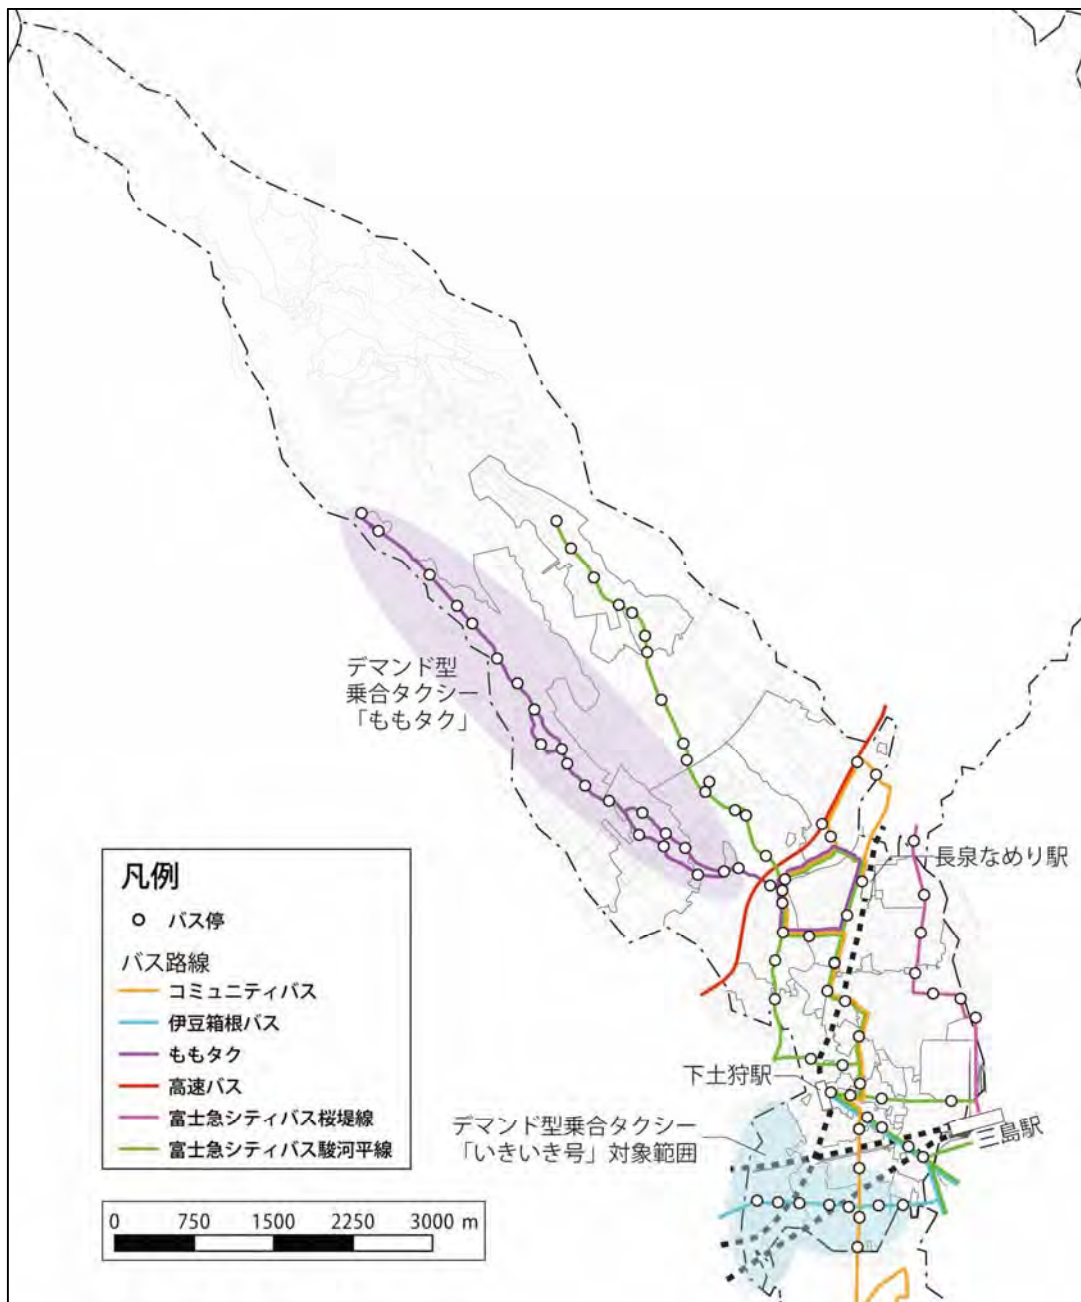 デマンド型
乗合タクシー
「ももタク」
長泉なめり駅
凡例
バス停
バス路線
コミュニティバス
伊豆箱根バス
ももタク
高速バス
富士急シティバス桜堤線
富士急シティバス駿河平線
下土狩駅
デマンド型乗合タクシー
「いきいき号」対象範囲
三島駅
0 750 1500 2250 3000 m